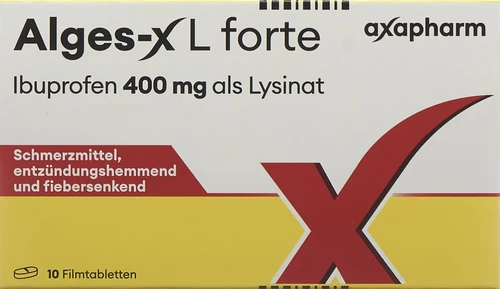 Alges-X L forte
axapharm
Ibuprofen 400 mg als Lysinat
Schmerzmittel,
entzündungshemmend
und fiebersenkend
10 Filmtabletten